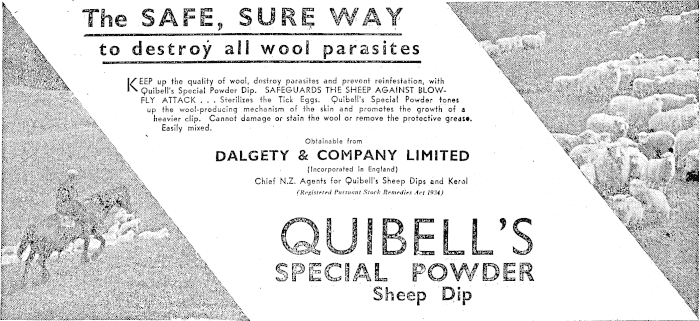 The SAFE, SURE WAY
to destroy all wool parasites
KEEP up the quality of wool, destroy parasites and prevent reinfestation, with
Quibell's Special Powder Dip. SAFEGUARDS THE SHEEP AGAINST BLOW-
FLY ATTACK . . . Sterilizes the Tick Eggs. Quibell's Special Powder tones
up the wool-producing mechanism of the skin and promotes the growth of a
heavier clip. Cannot damage or stain the wool or remove the protective grease.
Easily mixed.
Obtainable from
DALGETY & COMPANY LIMITED
(Incorporated in England)
Chief N.Z. Agents for Quibell's Sheep Dips and Kerol
(Registered Pursuant Stock Remedies Act 1934)
QUIBELL'S
SPECIAL POWDER
Sheep Dip